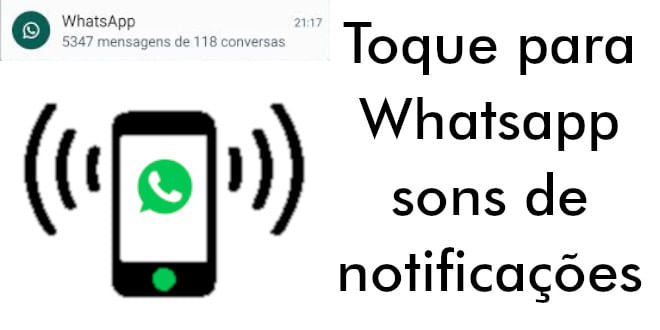 WhatsApp
21:17
5347 mensagens de 118 conversas
Toque para
Whatsapp
sons de
notificações